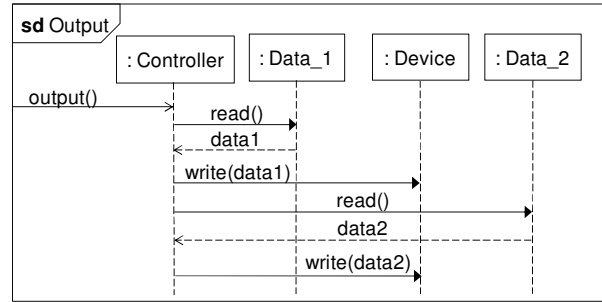 sd Output
: Controller
: Data_1
: Device
: Data_2
output()
read()
data1
write(data1)
read()
data2
write(data2)